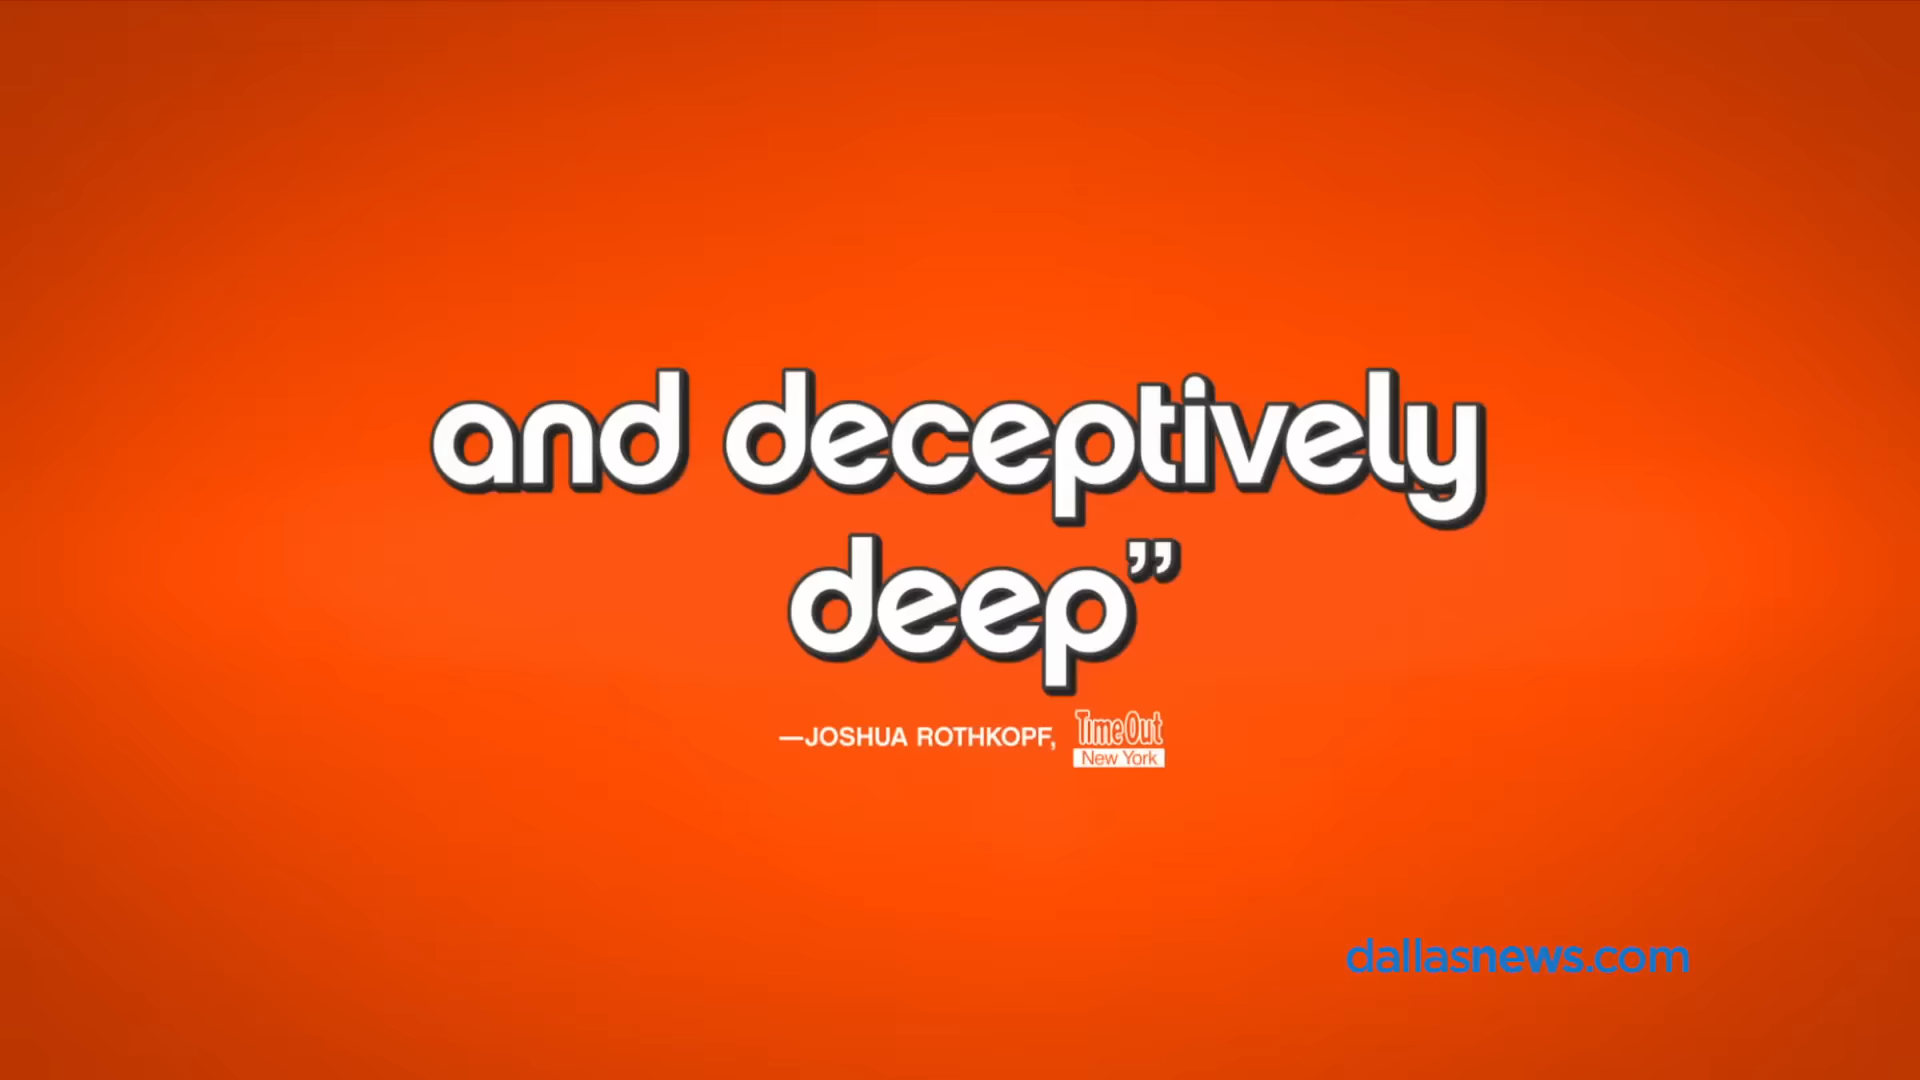 and deceptively
deep”
—JOSHUA ROTHKOPF, Time Out
New York
dallasnews.com